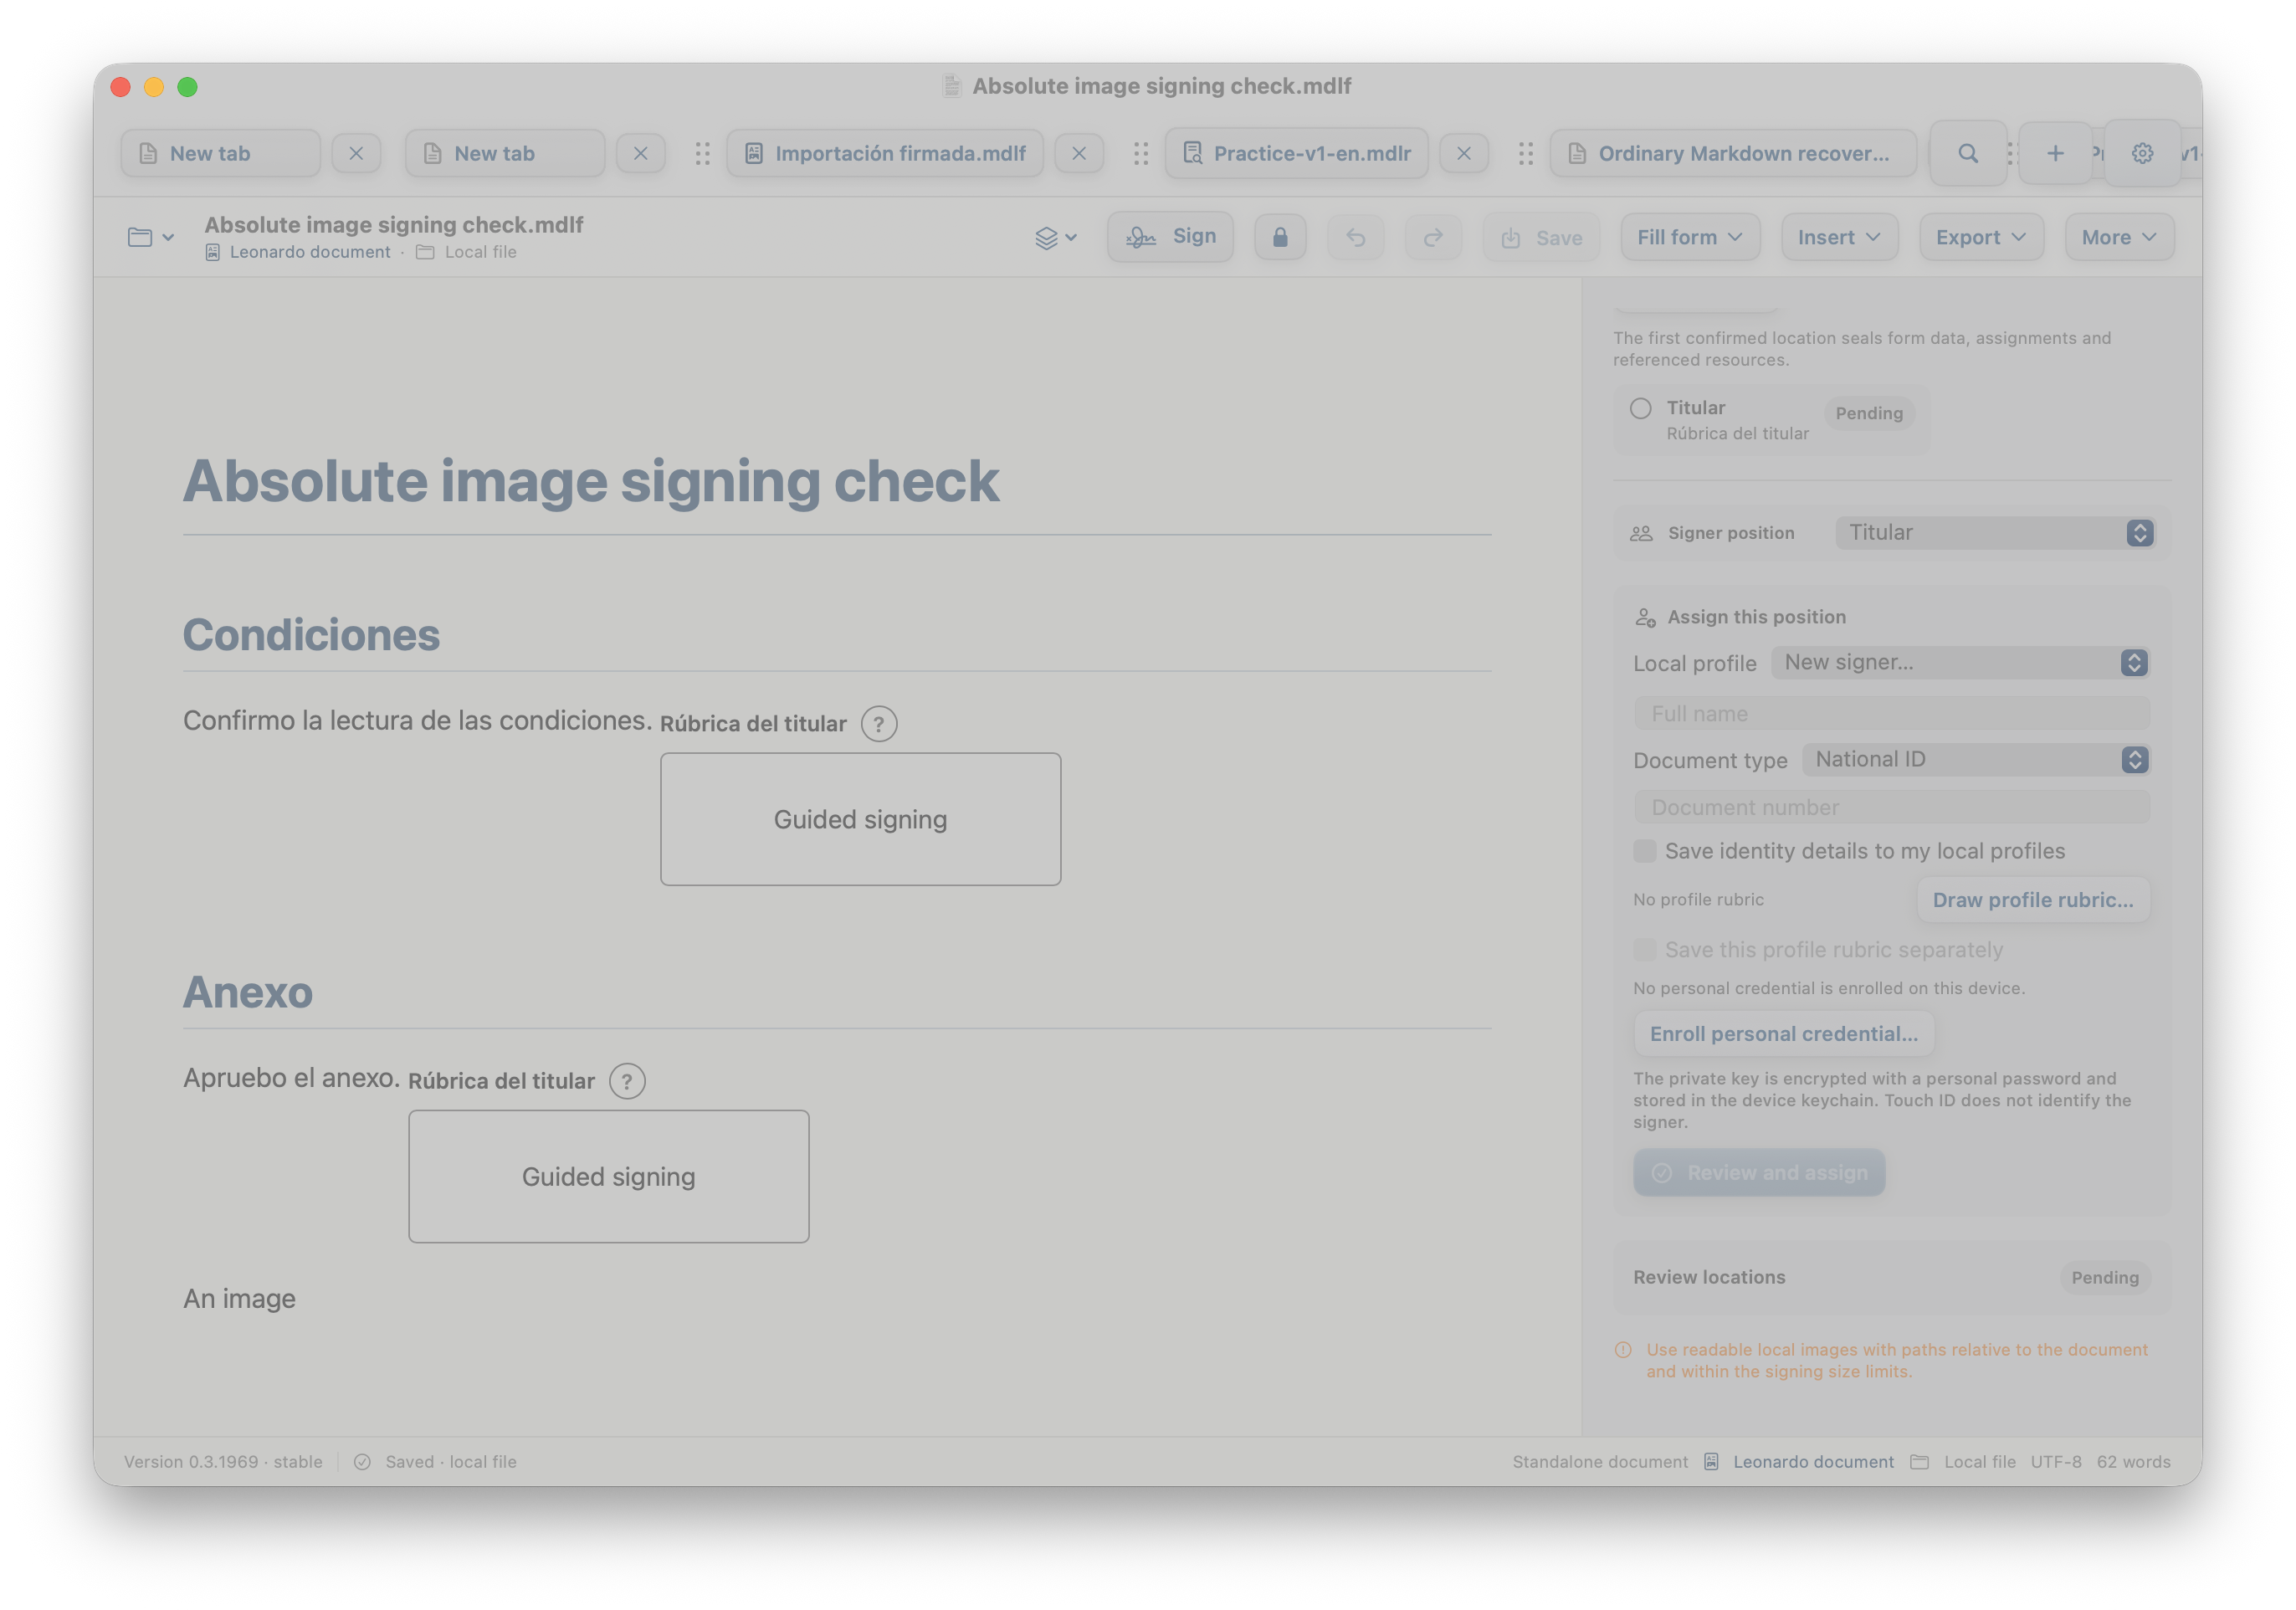 Absolute image signing check.mdlf
New tab
New tab
Importación firmada.mdlf
Practice-v1-en.mdlr
Ordinary Markdown recover...
Absolute image signing check.mdlf
Leonardo document · Local file
Sign
Save
Fill form
Insert
Export
More
Absolute image signing check
Condiciones
Confirmo la lectura de las condiciones. Rúbrica del titular ?
Guided signing
Anexo
Apruebo el anexo. Rúbrica del titular ?
Guided signing
An image
The first confirmed location seals form data, assignments and
referenced resources.
Titular
Pending
Rúbrica del titular
Signer position
Titular
Assign this position
Local profile
New signer...
Full name
Document type
National ID
Document number
Save identity details to my local profiles
No profile rubric
Draw profile rubric...
Save this profile rubric separately
No personal credential is enrolled on this device.
Enroll personal credential...
The private key is encrypted with a personal password and
stored in the device keychain. Touch ID does not identify the
signer.
Review and assign
Review locations
Pending
Use readable local images with paths relative to the document
and within the signing size limits.
Version 0.3.1969 · stable
Saved · local file
Standalone document
Leonardo document
Local file
UTF-8
62 words